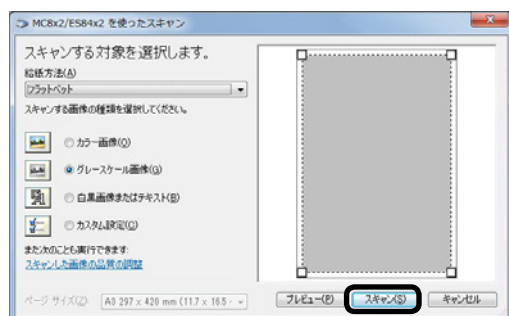 MC8x2/ES84x2 を使ったスキャン
スキャンする対象を選択します。
給紙方法(A)
フラットベット
スキャンする画像の種類を選択してください。
カラー画像(O)
グレースケール画像(G)
白黒画像またはテキスト(B)
カスタム設定(C)
また次のことも実行できます:
スキャンした画像の品質の調整
ページ サイズ(Z): A3 297 x 420 mm (11.7 x 16.5 プレビュー(P) スキャン(S) キャンセル